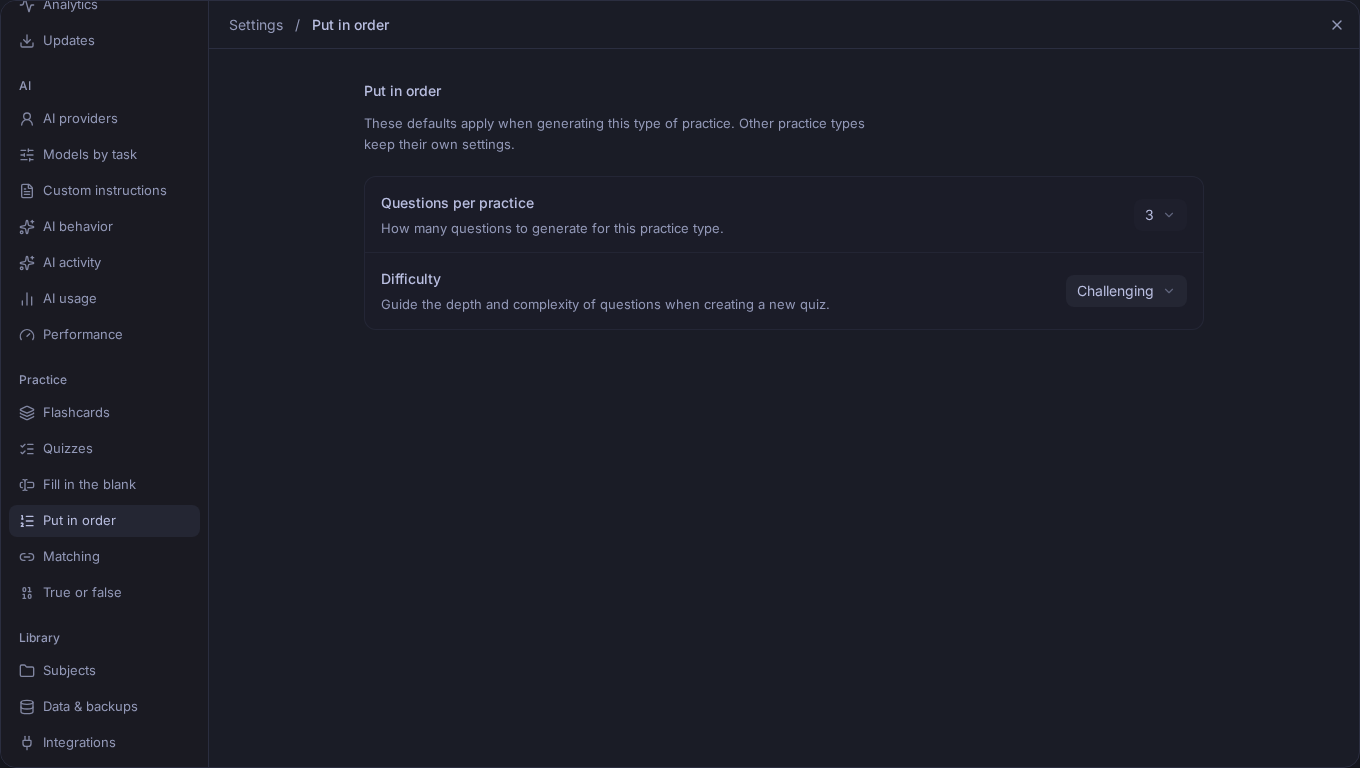 Analytics
Updates
AI
AI providers
Models by task
Custom instructions
AI behavior
AI activity
AI usage
Performance
Practice
Flashcards
Quizzes
Fill in the blank
Put in order
Matching
True or false
Library
Subjects
Data & backups
Integrations
Settings / Put in order
Put in order
These defaults apply when generating this type of practice. Other practice types
keep their own settings.
Questions per practice
How many questions to generate for this practice type.
3
Difficulty
Guide the depth and complexity of questions when creating a new quiz.
Challenging